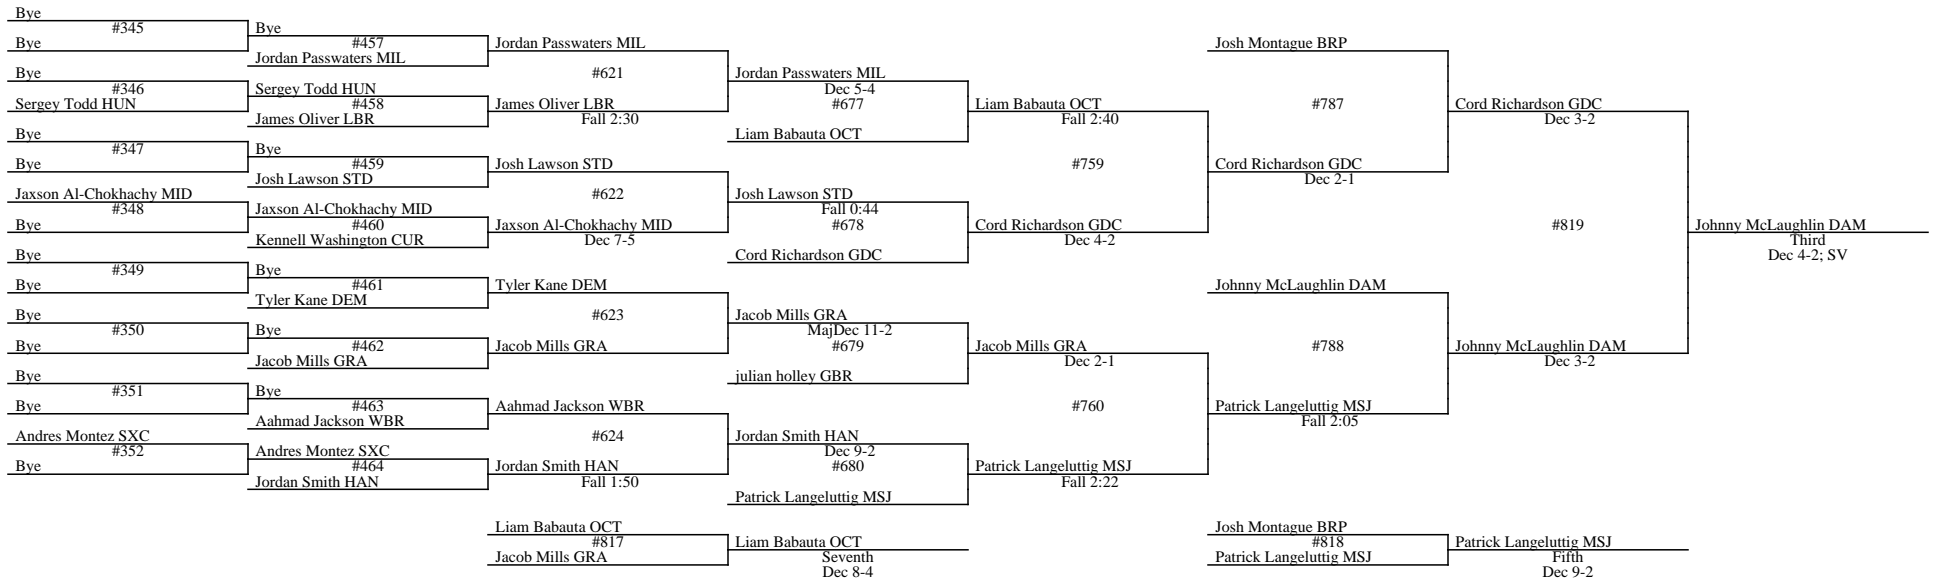 Bye
#345
Bye
Bye
#346
Sergey Todd HUN
Bye
#347
Bye
Jaxson Al-Chokhachy MID
#348
Bye
Bye
#349
Bye
Bye
#350
Bye
Bye
#351
Bye
Andres Montez SXC
#352
Bye
Bye
#457
Jordan Passwaters MIL
Sergey Todd HUN
#458
James Oliver LBR
Bye
#459
Josh Lawson STD
Jaxson Al-Chokhachy MID
#460
Kennell Washington CUR
Bye
#461
Tyler Kane DEM
Bye
#462
Jacob Mills GRA
Bye
#463
Aahmad Jackson WBR
Andres Montez SXC
#464
Jordan Smith HAN
Jordan Passwaters MIL
#621
James Oliver LBR
Fall 2:30
Josh Lawson STD
#622
Jaxson Al-Chokhachy MID
Dec 7-5
Tyler Kane DEM
#623
Jacob Mills GRA
Aahmad Jackson WBR
#624
Jordan Smith HAN
Fall 1:50
Jordan Passwaters MIL
Dec 5-4
#677
Liam Babauta OCT
Josh Lawson STD
Fall 0:44
#678
Cord Richardson GDC
Jacob Mills GRA
MajDec 11-2
#679
julian holley GBR
Jordan Smith HAN
Dec 9-2
#680
Patrick Langeluttig MSJ
Liam Babauta OCT
Fall 2:40
#759
Cord Richardson GDC
Dec 4-2
Jacob Mills GRA
Dec 2-1
#760
Patrick Langeluttig MSJ
Fall 2:22
Josh Montague BRP
#787
Cord Richardson GDC
Dec 2-1
Johnny McLaughlin DAM
#788
Patrick Langeluttig MSJ
Fall 2:05
Cord Richardson GDC
Dec 3-2
#819
Johnny McLaughlin DAM
Dec 3-2
Johnny McLaughlin DAM
Third
Dec 4-2; SV
Liam Babauta OCT
#817
Jacob Mills GRA
Liam Babauta OCT
Seventh
Dec 8-4
Josh Montague BRP
#818
Patrick Langeluttig MSJ
Patrick Langeluttig MSJ
Fifth
Dec 9-2